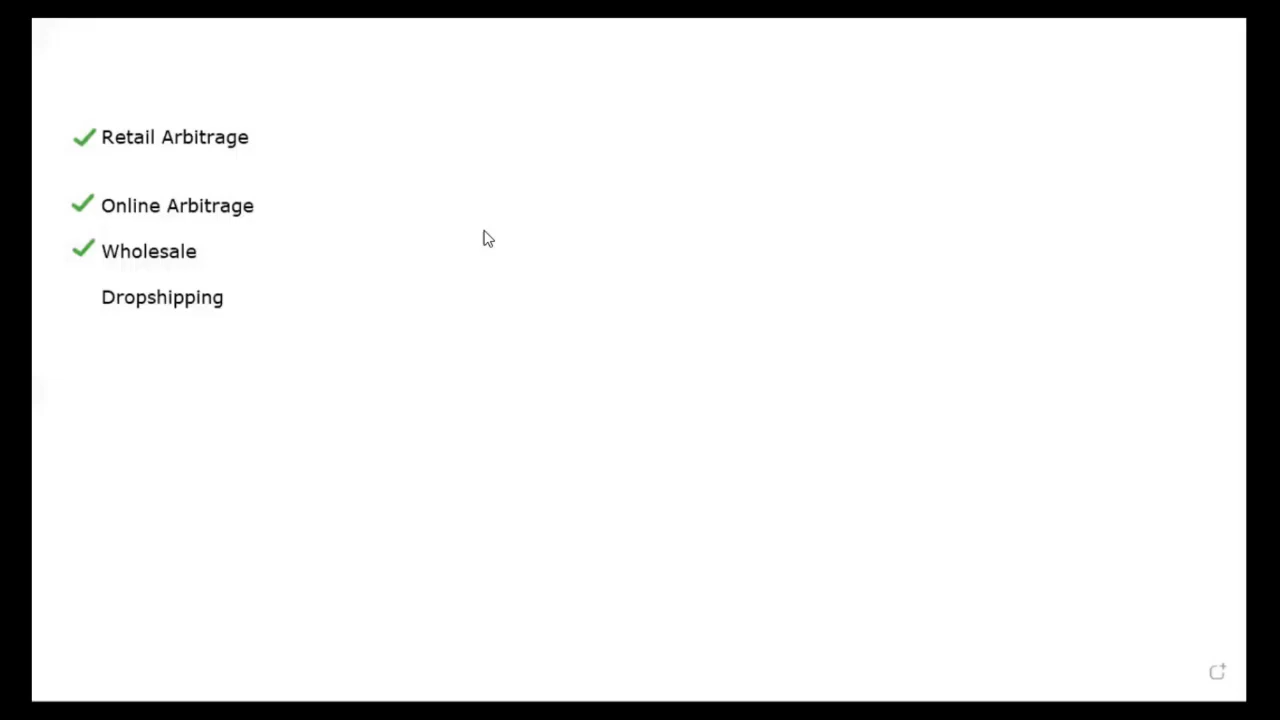 Retail Arbitrage
Online Arbitrage
Wholesale
Dropshipping